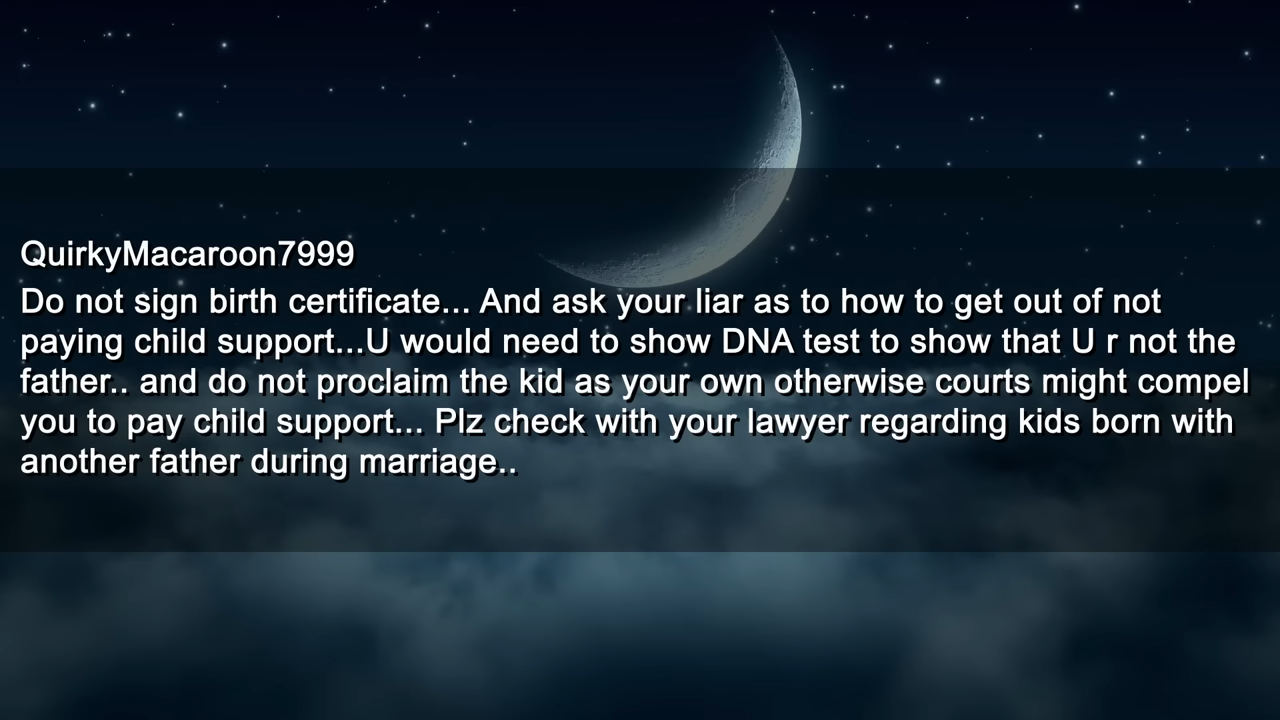 QuirkyMacaroon7999
Do not sign birth certificate... And ask your liar as to how to get out of not
paying child support...U would need to show DNA test to show that U r not the
father.. and do not proclaim the kid as your own otherwise courts might compel
you to pay child support... Plz check with your lawyer regarding kids born with
another father during marriage..